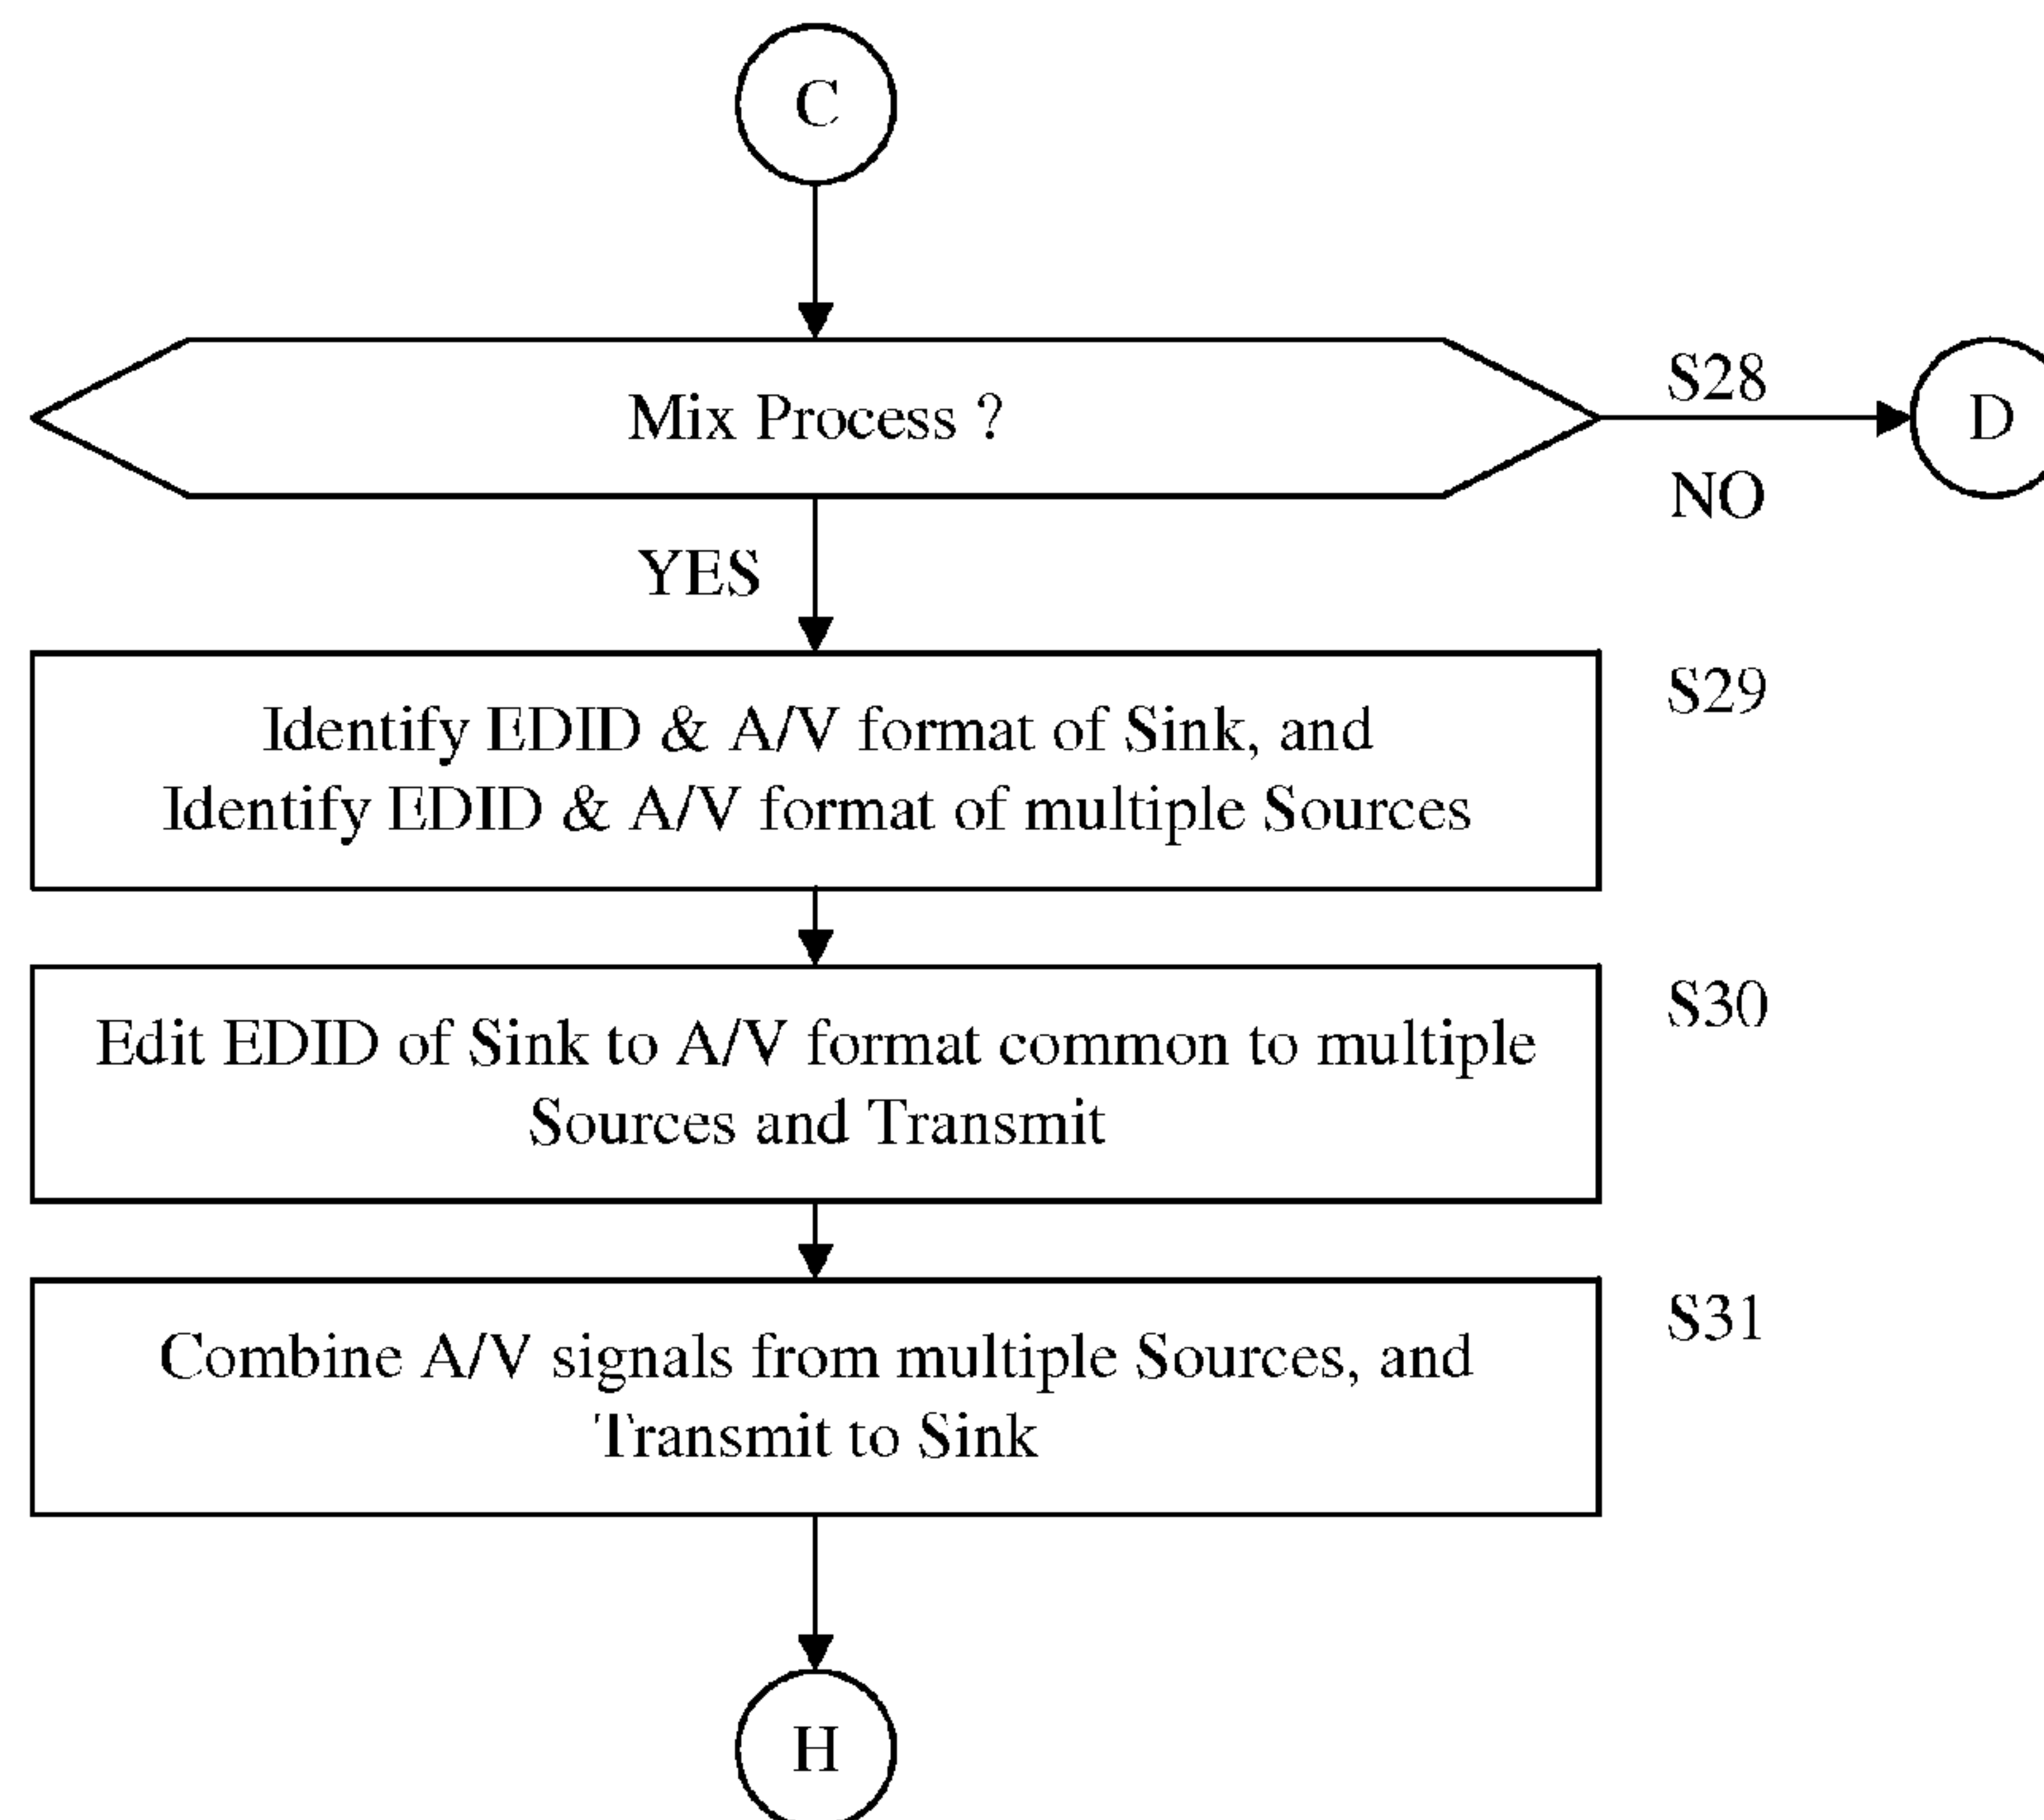 C
Mix Process ?
S28
D
NO
YES
S29
Identify EDID & A/V format of Sink, and
Identify EDID & A/V format of multiple Sources
S30
Edit EDID of Sink to A/V format common to multiple
Sources and Transmit
S31
Combine A/V signals from multiple Sources, and
Transmit to Sink
H